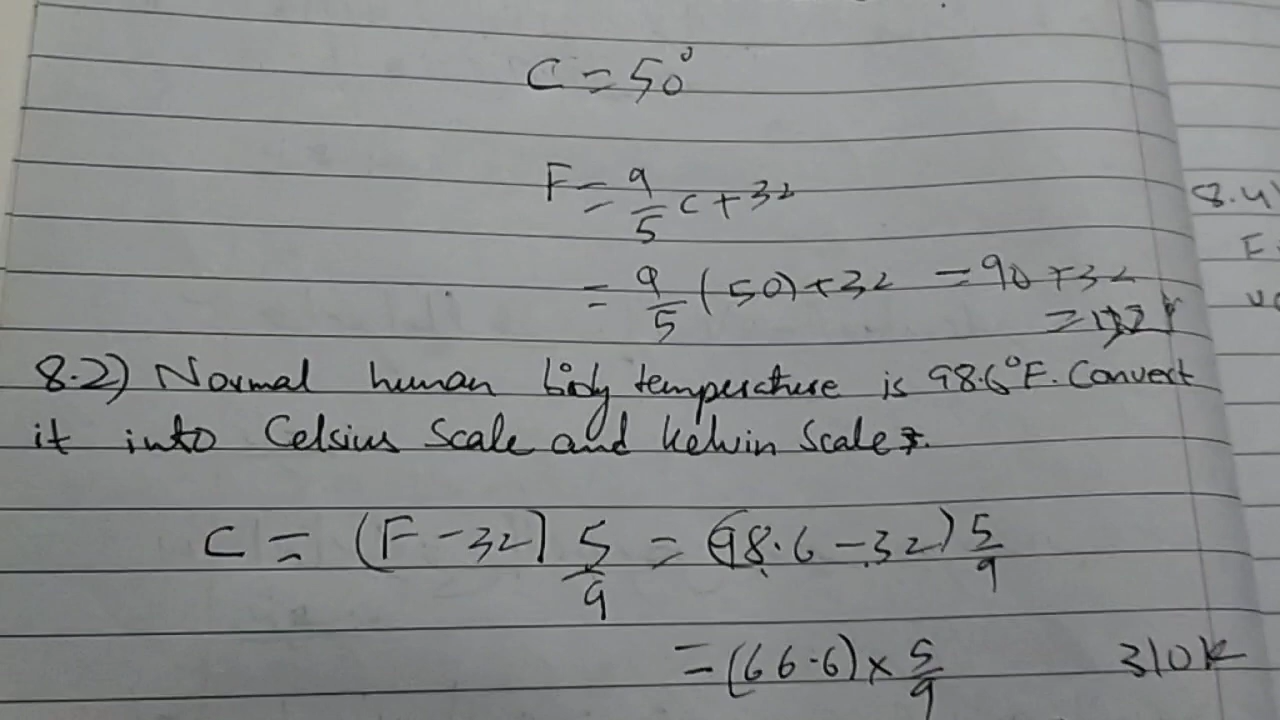 C = 50°
F = 9/5 C + 32
= 9/5 (50) + 32 = 90 + 32
8.4)
F
= 122 F
8.2) Normal human body temperature is 98.6°F. Convert
it into Celsius Scale and Kelvin Scale.
C = (F - 32) 5/9 = (98.6 - 32) 5/9
= (66.6) × 5/9 310K